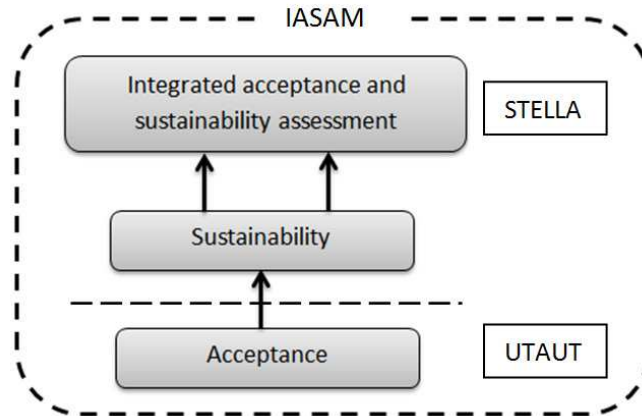 IASAM
Integrated acceptance and
sustainability assessment
STELLA
Sustainability
Acceptance
UTAUT